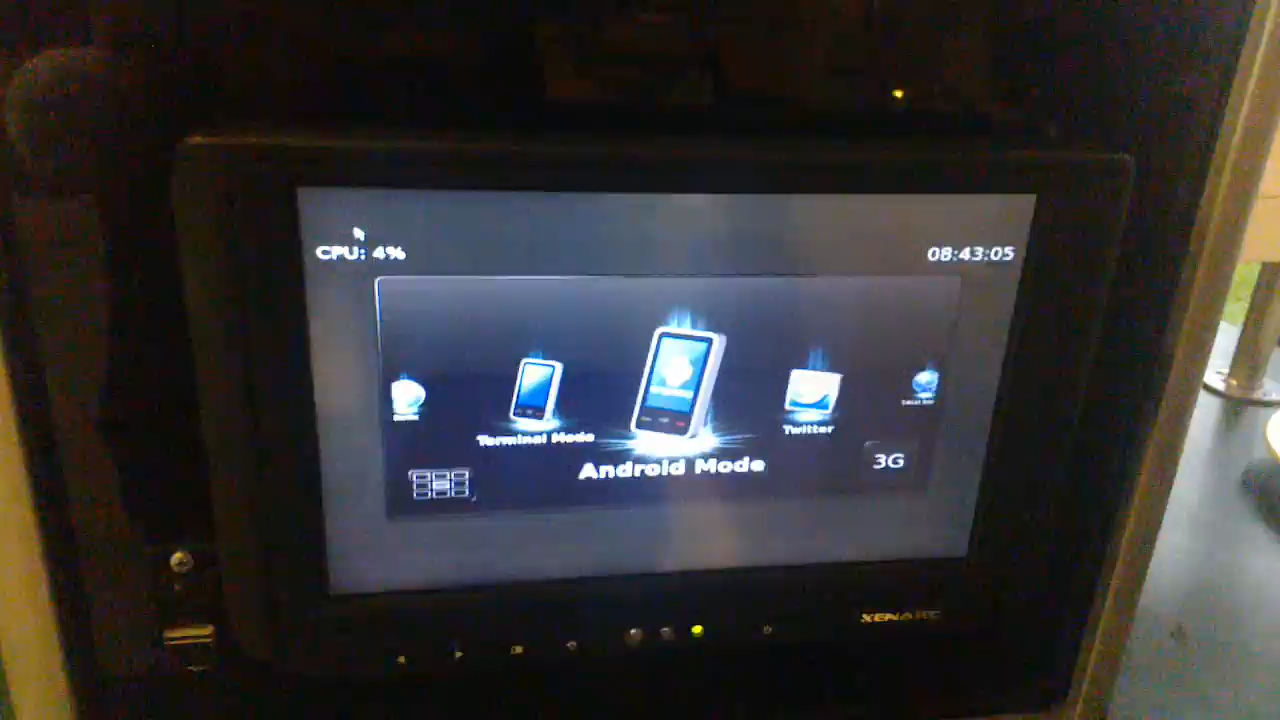 CPU: 4%
08:43:05
Terminal Mode
Android Mode
Twitter
3G
XENARC